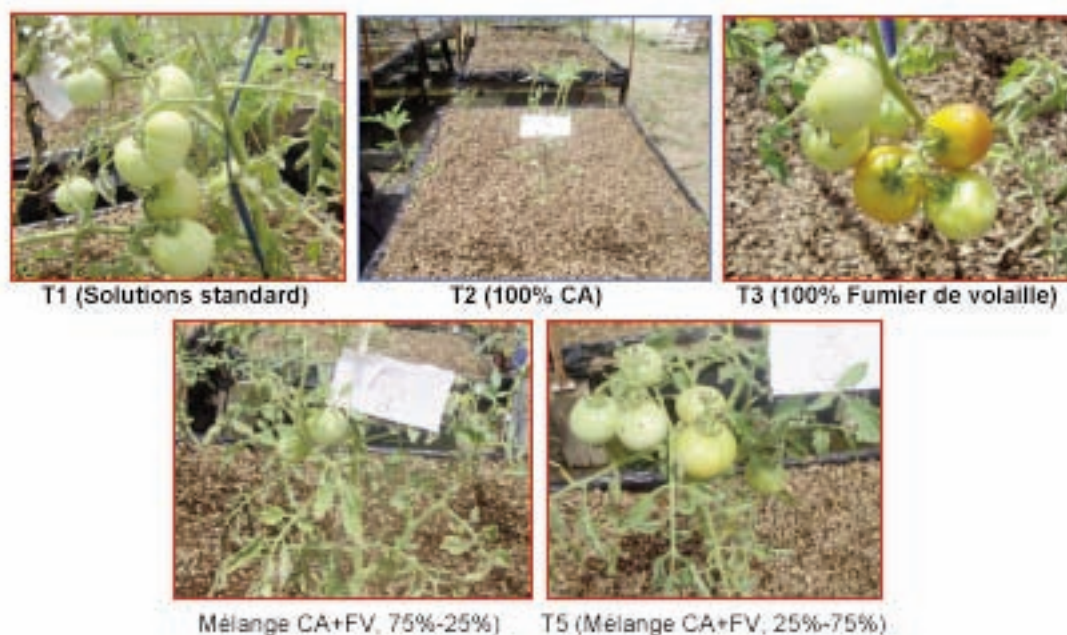 T1 (Solutions standard)
T2 (100% CA)
T3 (100% Fumier de volaille)
Mélange CA+FV, 75%-25%)
T5 (Mélange CA+FV, 25%-75%)